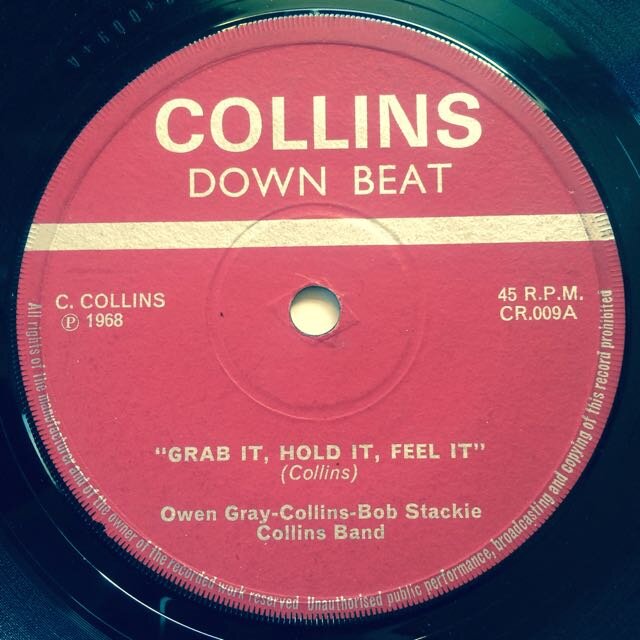 COLLINS
DOWN BEAT
C. COLLINS
℗ 1968
45 R.P.M.
CR.009A
"GRAB IT, HOLD IT, FEEL IT"
(Collins)
Owen Gray-Collins-Bob Stackie
Collins Band
All rights of the manufacturer and of the owner of the recorded work reserved Unauthorised public performance, broadcasting and copying of this record prohibited